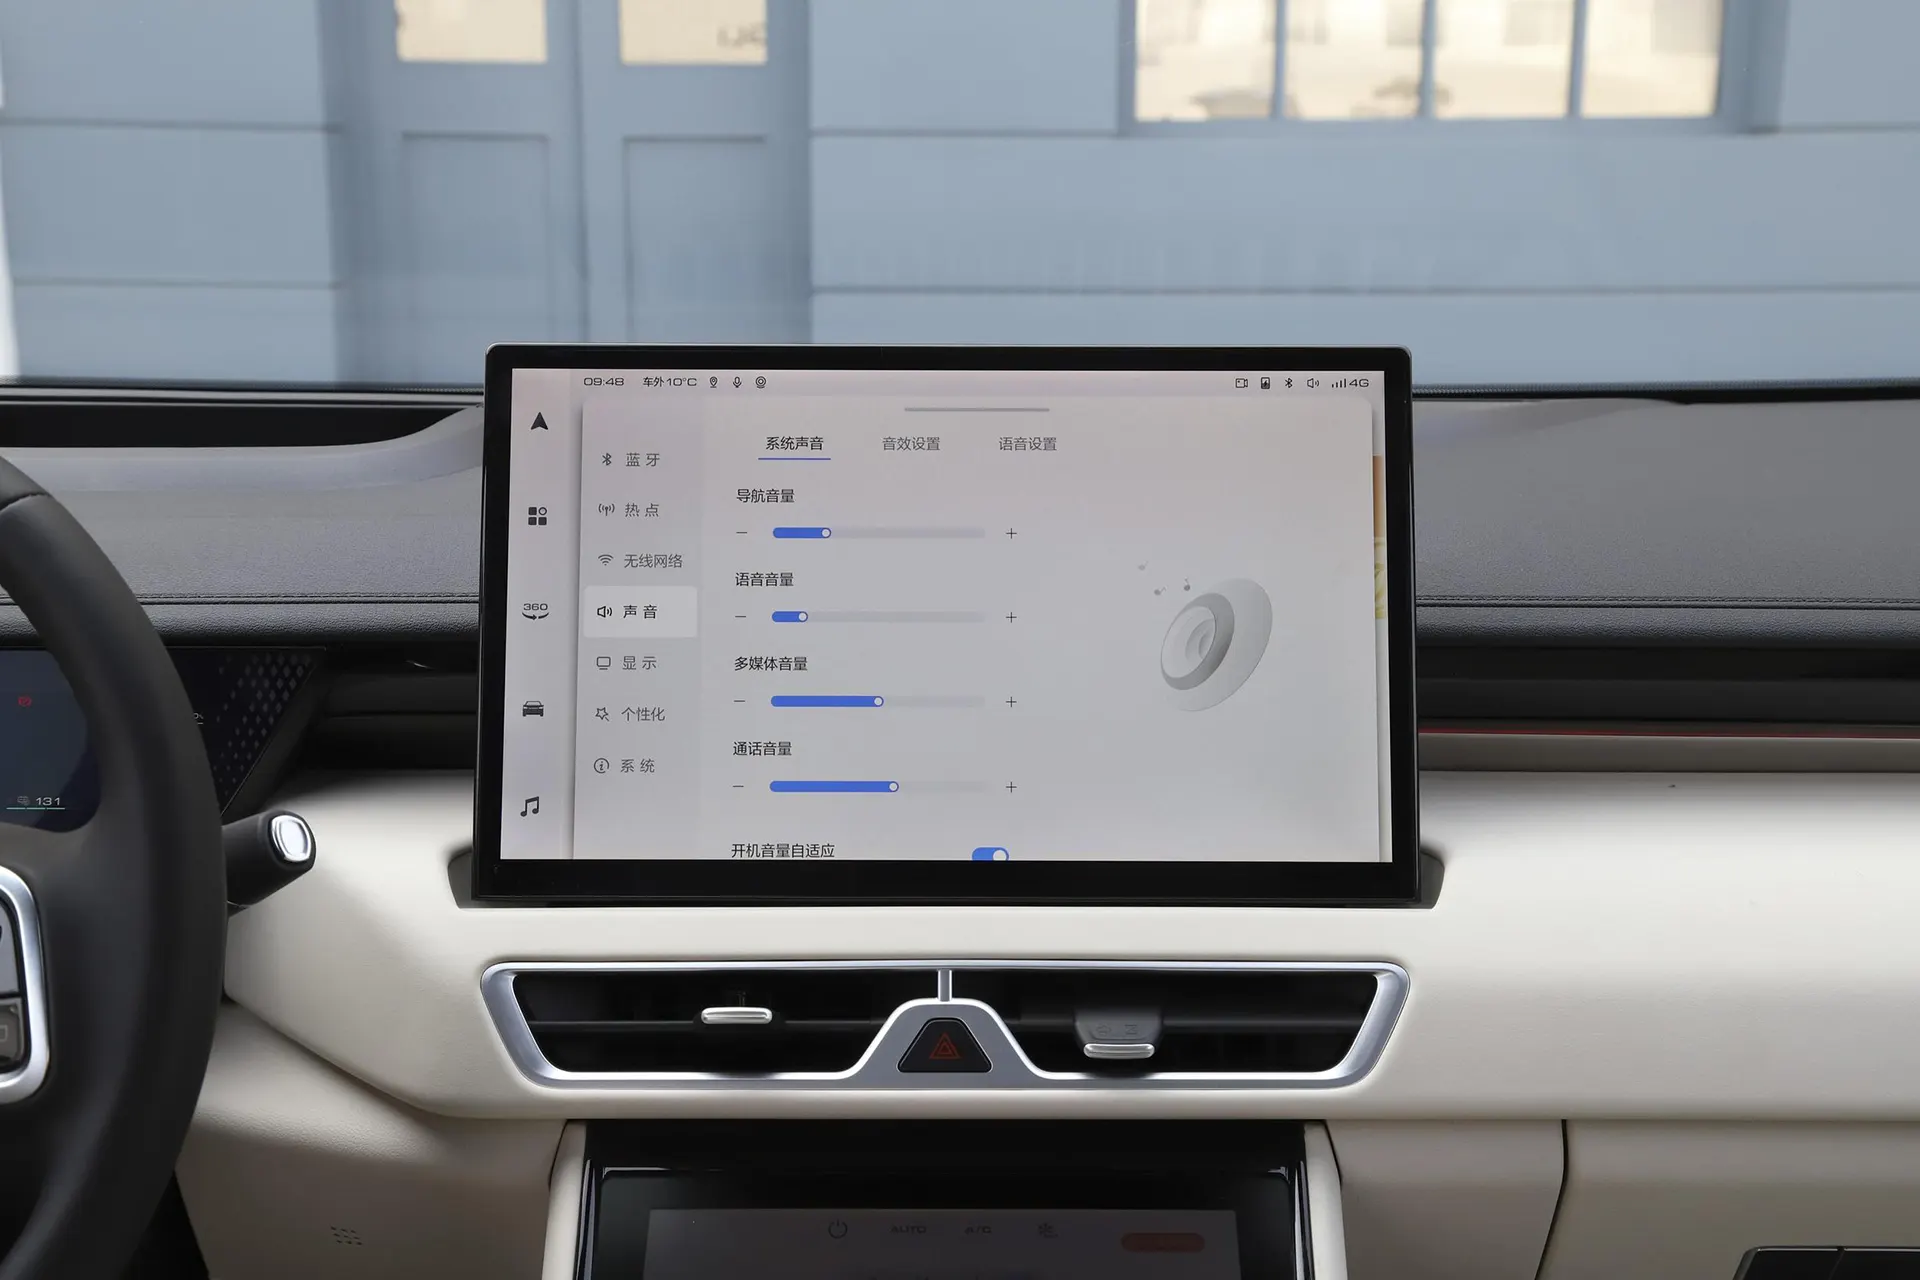 09:48 车外10°C
4G
系统声音 音效设置 语音设置
蓝牙
热点
无线网络
声音
显示
个性化
系统
导航音量
语音音量
多媒体音量
通话音量
开机音量自适应
360
131
AUTO A/C